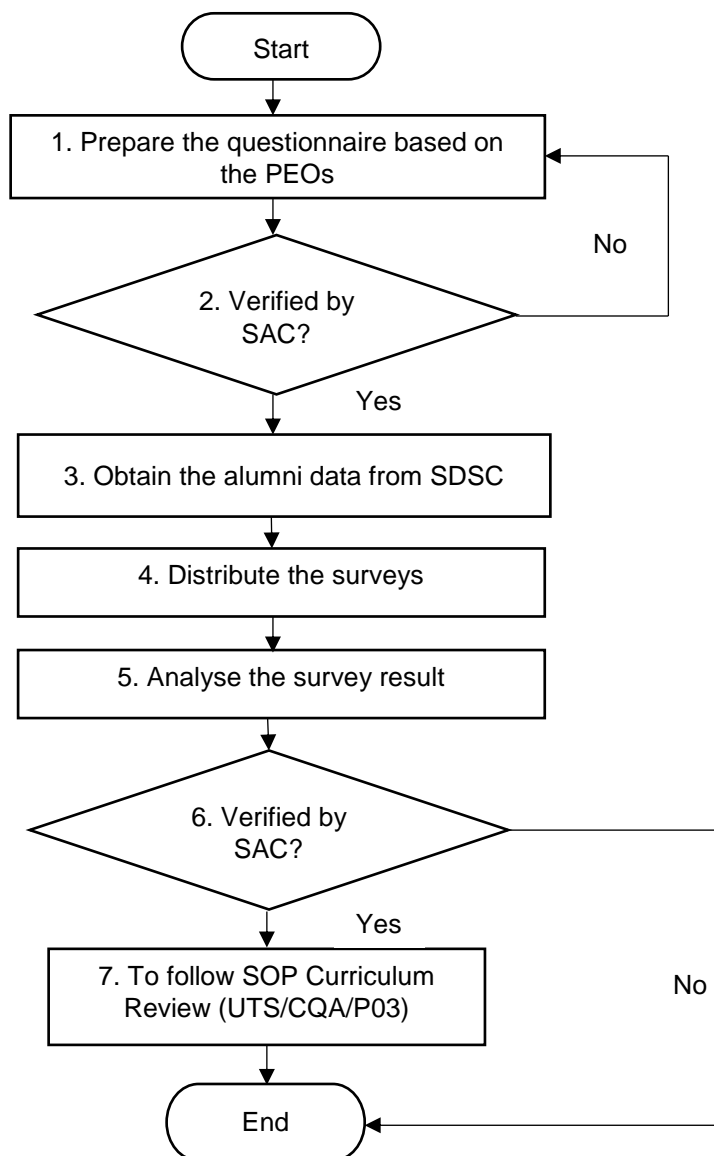 Start
1. Prepare the questionnaire based on
the PEOs
No
2. Verified by
SAC?
Yes
3. Obtain the alumni data from SDSC
4. Distribute the surveys
5. Analyse the survey result
6. Verified by
SAC?
Yes
7. To follow SOP Curriculum
Review (UTS/CQA/P03)
No
End